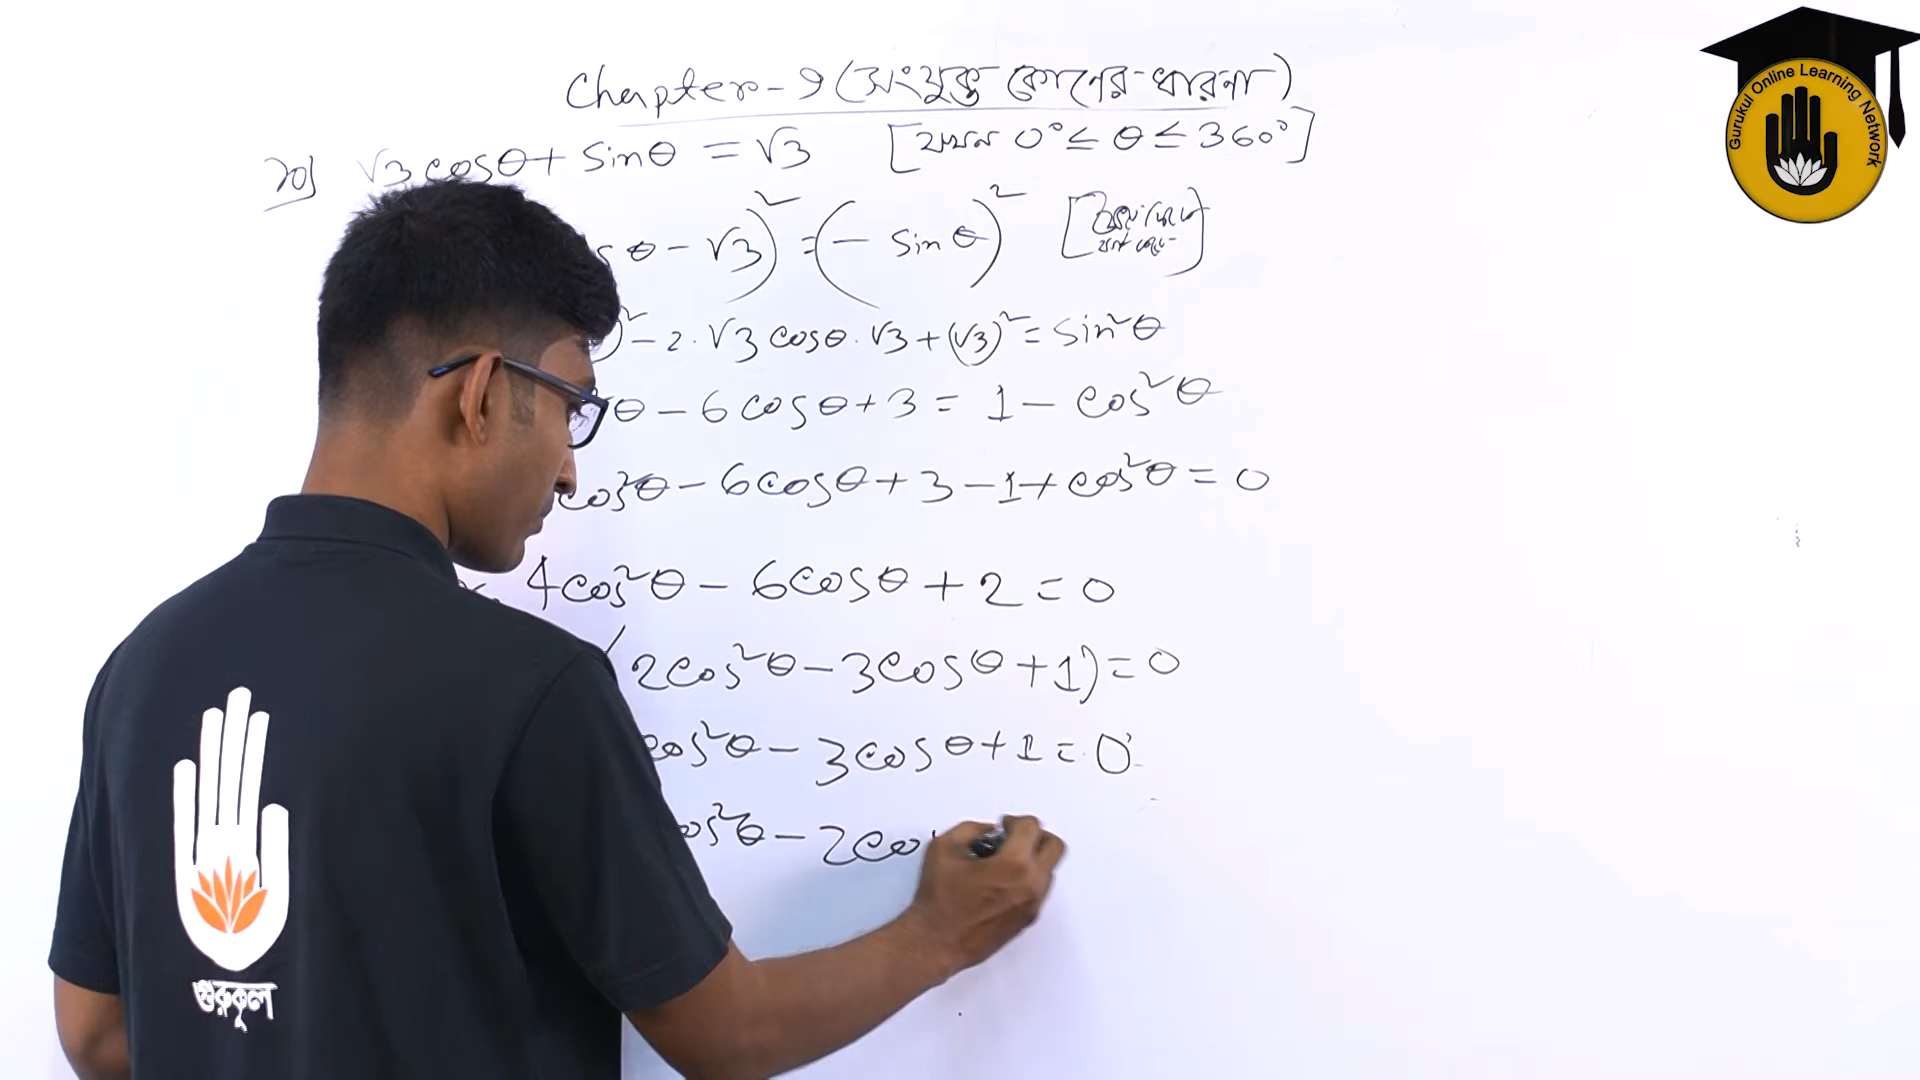 Chapter-9 (সংযুক্ত কোণের ধারনা)
২০) √3 cosθ + sinθ = √3 [যখন 0° ≤ θ ≤ 360°]
θ - √3)² = (- sinθ)²
)² - 2·√3 cosθ·√3 + (√3)² = sin²θ
θ - 6cosθ + 3 = 1 - cos²θ
cos²θ - 6cosθ + 3 - 1 + cos²θ = 0
4cos²θ - 6cosθ + 2 = 0
(2cos²θ - 3cosθ + 1) = 0
cos²θ - 3cosθ + 1 = 0
cos²θ - 2co
Gurukul Online Learning Network
গুরুকুল